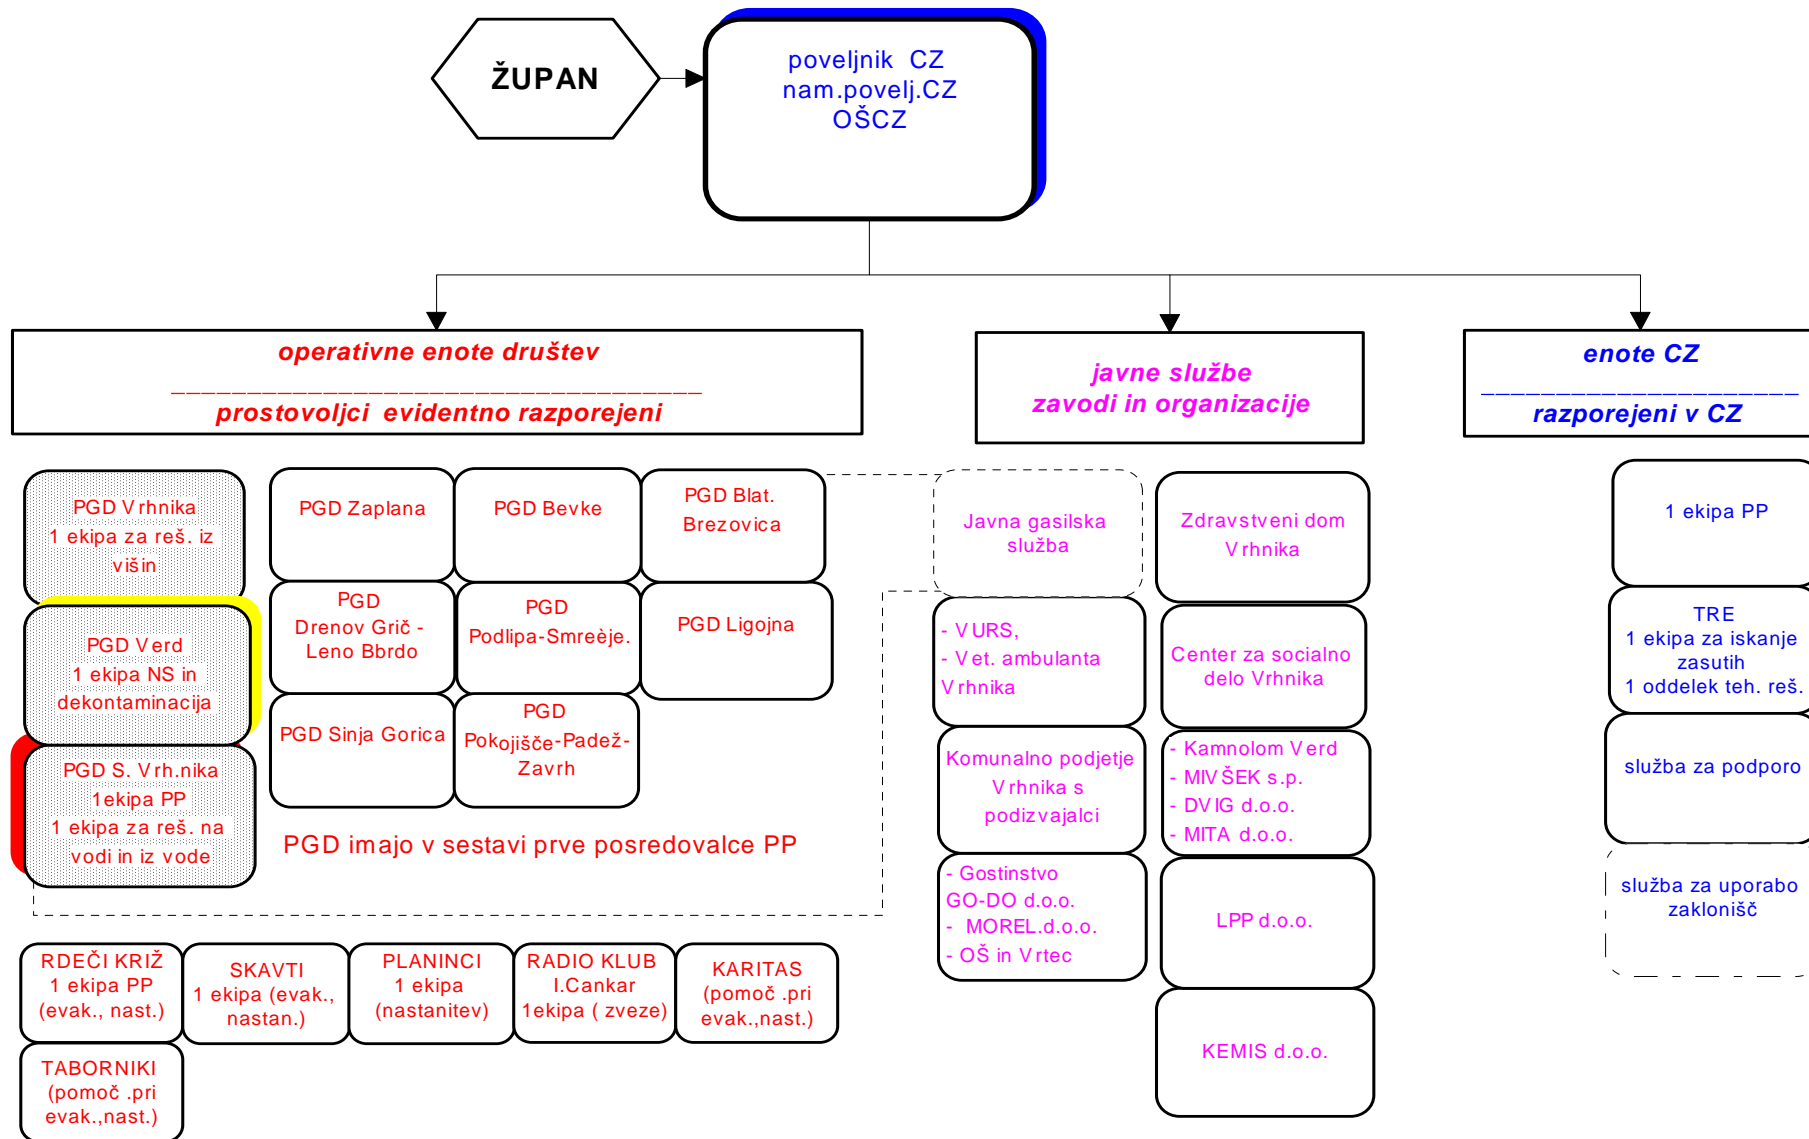 ŽUPAN
poveljnik CZ
nam.povelj.CZ
OŠCZ
operativne enote društev
___________________________________
prostovoljci evidentno razporejeni
javne službe
zavodi in organizacije
enote CZ
_____________________
razporejeni v CZ
PGD Vrhnika
1 ekipa za reš. iz
višin
PGD Zaplana
PGD Bevke
PGD Blat.
Brezovica
PGD Verd
1 ekipa NS in
dekontaminacija
PGD
Drenov Grič -
Leno Bbrdo
PGD
Podlipa-Smreèje.
PGD Ligojna
PGD S. Vrh.nika
1ekipa PP
1 ekipa za reš. na
vodi in iz vode
PGD Sinja Gorica
PGD
Pokojišče-Padež-
Zavrh
PGD imajo v sestavi prve posredovalce PP
RDEČI KRIŽ
1 ekipa PP
(evak., nast.)
SKAVTI
1 ekipa (evak.,
nastan.)
PLANINCI
1 ekipa
(nastanitev)
RADIO KLUB
I.Cankar
1ekipa ( zveze)
KARITAS
(pomoč .pri
evak.,nast.)
TABORNIKI
(pomoč .pri
evak.,nast.)
Javna gasilska
služba
Zdravstveni dom
Vrhnika
- VURS,
- Vet. ambulanta
Vrhnika
Center za socialno
delo Vrhnika
Komunalno podjetje
Vrhnika s
podizvajalci
- Kamnolom Verd
- MIVŠEK s.p.
- DVIG d.o.o.
- MITA d.o.o.
- Gostinstvo
GO-DO d.o.o.
- MOREL.d.o.o.
- OŠ in Vrtec
LPP d.o.o.
KEMIS d.o.o.
1 ekipa PP
TRE
1 ekipa za iskanje
zasutih
1 oddelek teh. reš.
služba za podporo
služba za uporabo
zaklonišč